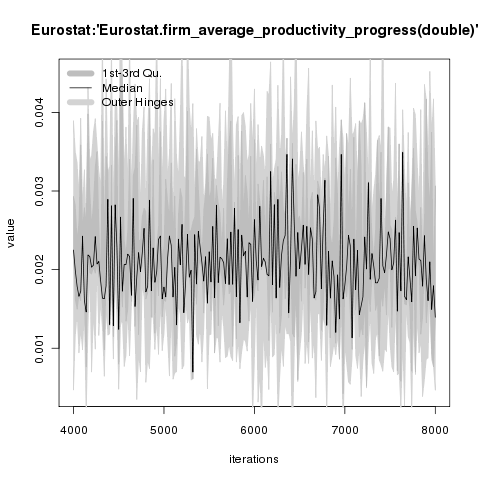 Eurostat:'Eurostat.firm_average_productivity_progress(double)'
1st-3rd Qu.
Median
Outer Hinges
value
0.004
0.003
0.002
0.001
4000 5000 6000 7000 8000
iterations